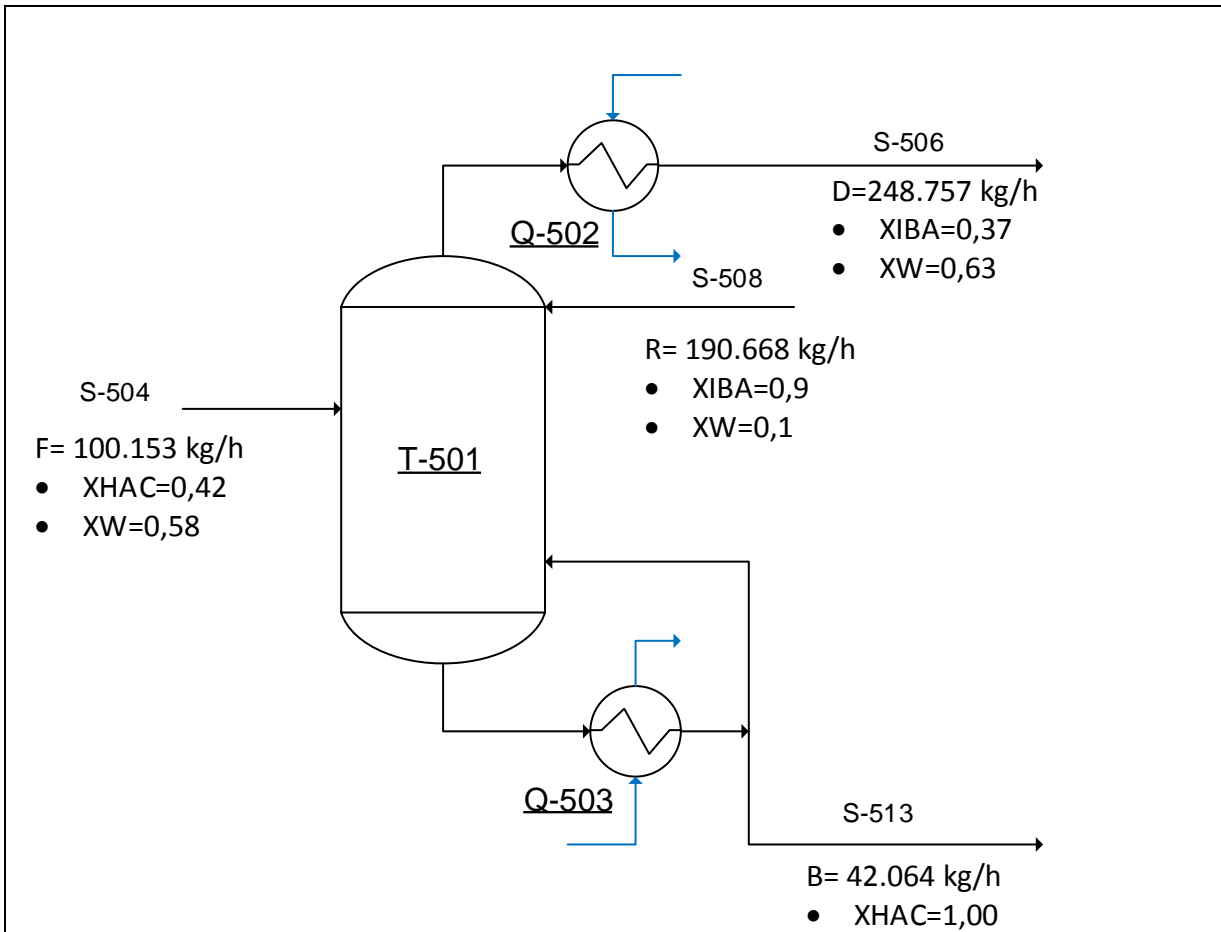 S-506
D=248.757 kg/h
• XIBA=0,37
• XW=0,63
Q-502
S-508
R= 190.668 kg/h
• XIBA=0,9
• XW=0,1
S-504
F= 100.153 kg/h
• XHAC=0,42
• XW=0,58
T-501
Q-503
S-513
B= 42.064 kg/h
• XHAC=1,00